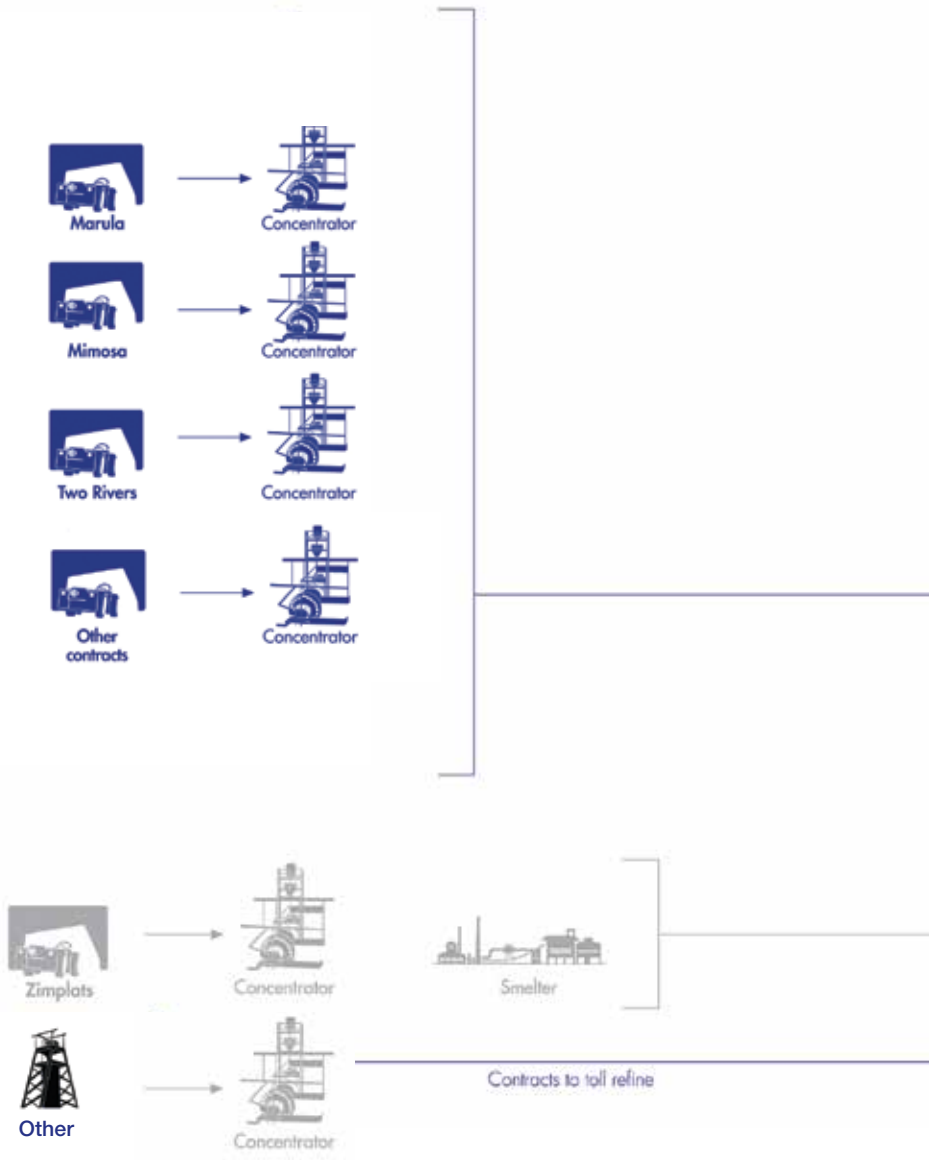 Marula
Concentrator
Mimosa
Concentrator
Two Rivers
Concentrator
Other
contracts
Concentrator
Zimplats
Concentrator
Smelter
Contracts to toll refine
Other
Concentrator